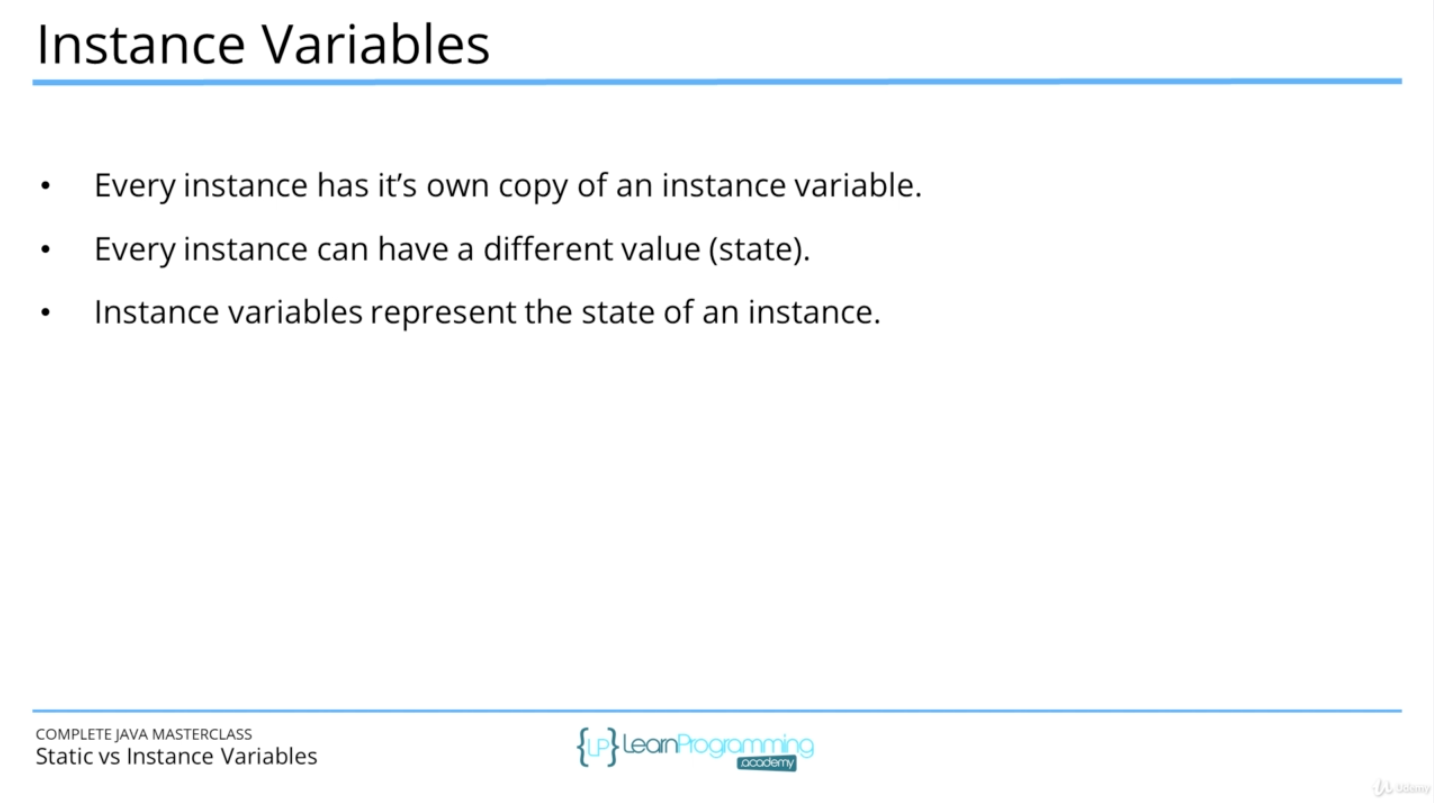 Instance Variables
• Every instance has it’s own copy of an instance variable.
• Every instance can have a different value (state).
• Instance variables represent the state of an instance.
COMPLETE JAVA MASTERCLASS
Static vs Instance Variables
{LP} LearnProgramming
academy
Udemy